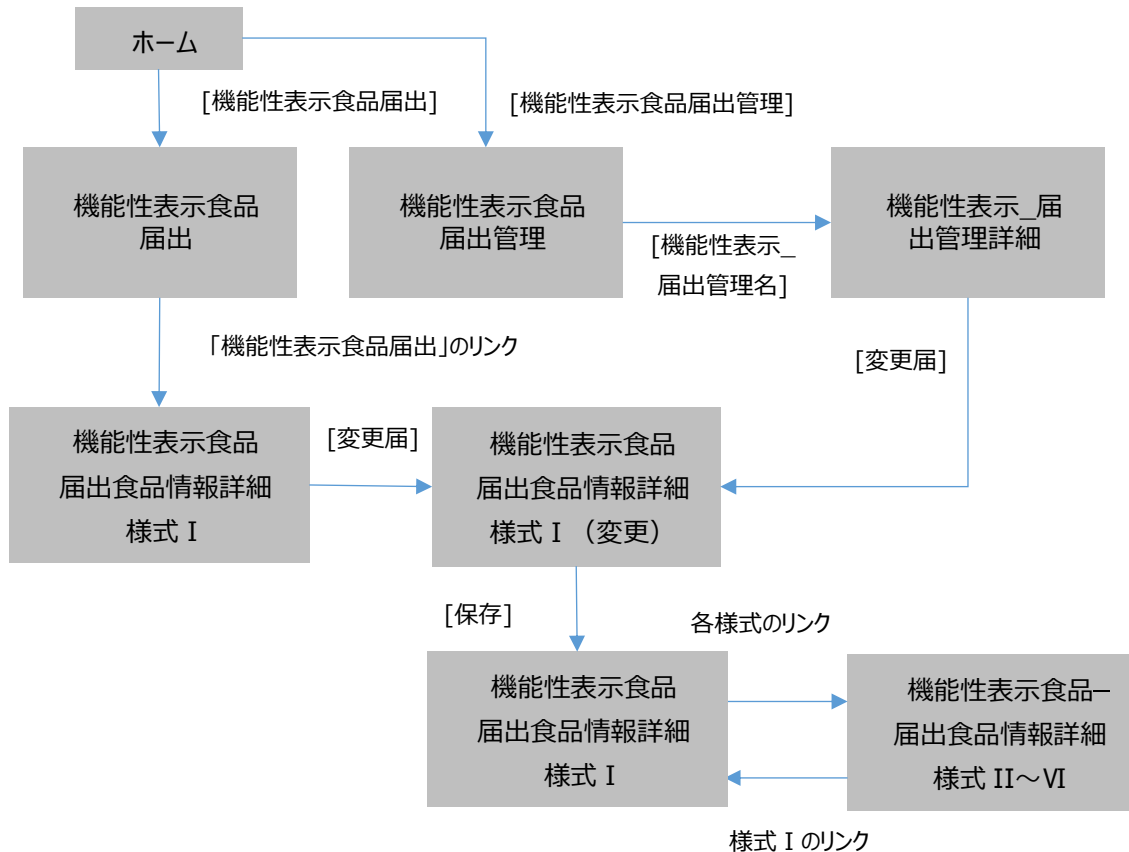 ホーム
[機能性表示食品届出]
[機能性表示食品届出管理]
機能性表示食品
届出
機能性表示食品
届出管理
[機能性表示_
届出管理名]
機能性表示_届
出管理詳細
「機能性表示食品届出」のリンク
[変更届]
機能性表示食品
届出食品情報詳細
様式Ⅰ
[変更届]
機能性表示食品
届出食品情報詳細
様式Ⅰ（変更）
[保存]
各様式のリンク
機能性表示食品
届出食品情報詳細
様式Ⅰ
機能性表示食品―
届出食品情報詳細
様式 II～Ⅵ
様式Ⅰのリンク